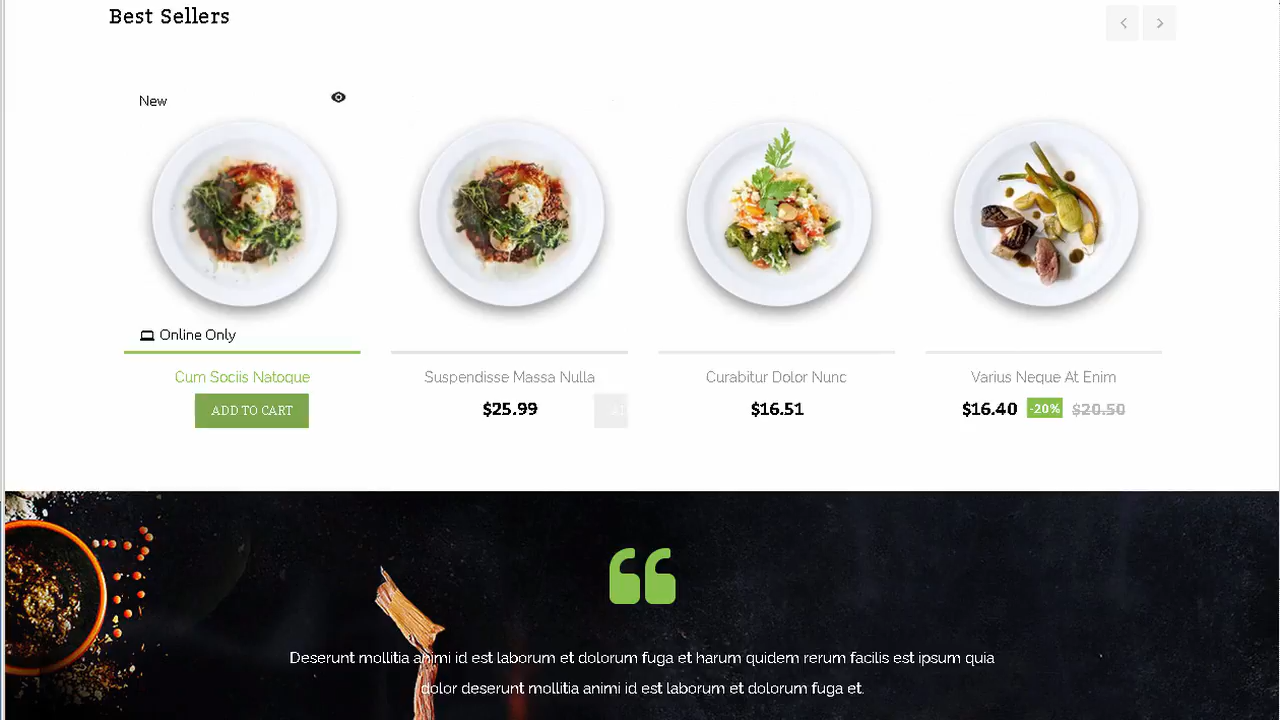 Best Sellers
New
Online Only
Cum Sociis Natoque
ADD TO CART
Suspendisse Massa Nulla
$25.99
Curabitur Dolor Nunc
$16.51
Varius Neque At Enim
$16.40 -20% $20.50
Deserunt mollitia animi id est laborum et dolorum fuga et harum quidem rerum facilis est ipsum quia
dolor deserunt mollitia animi id est laborum et dolorum fuga et.